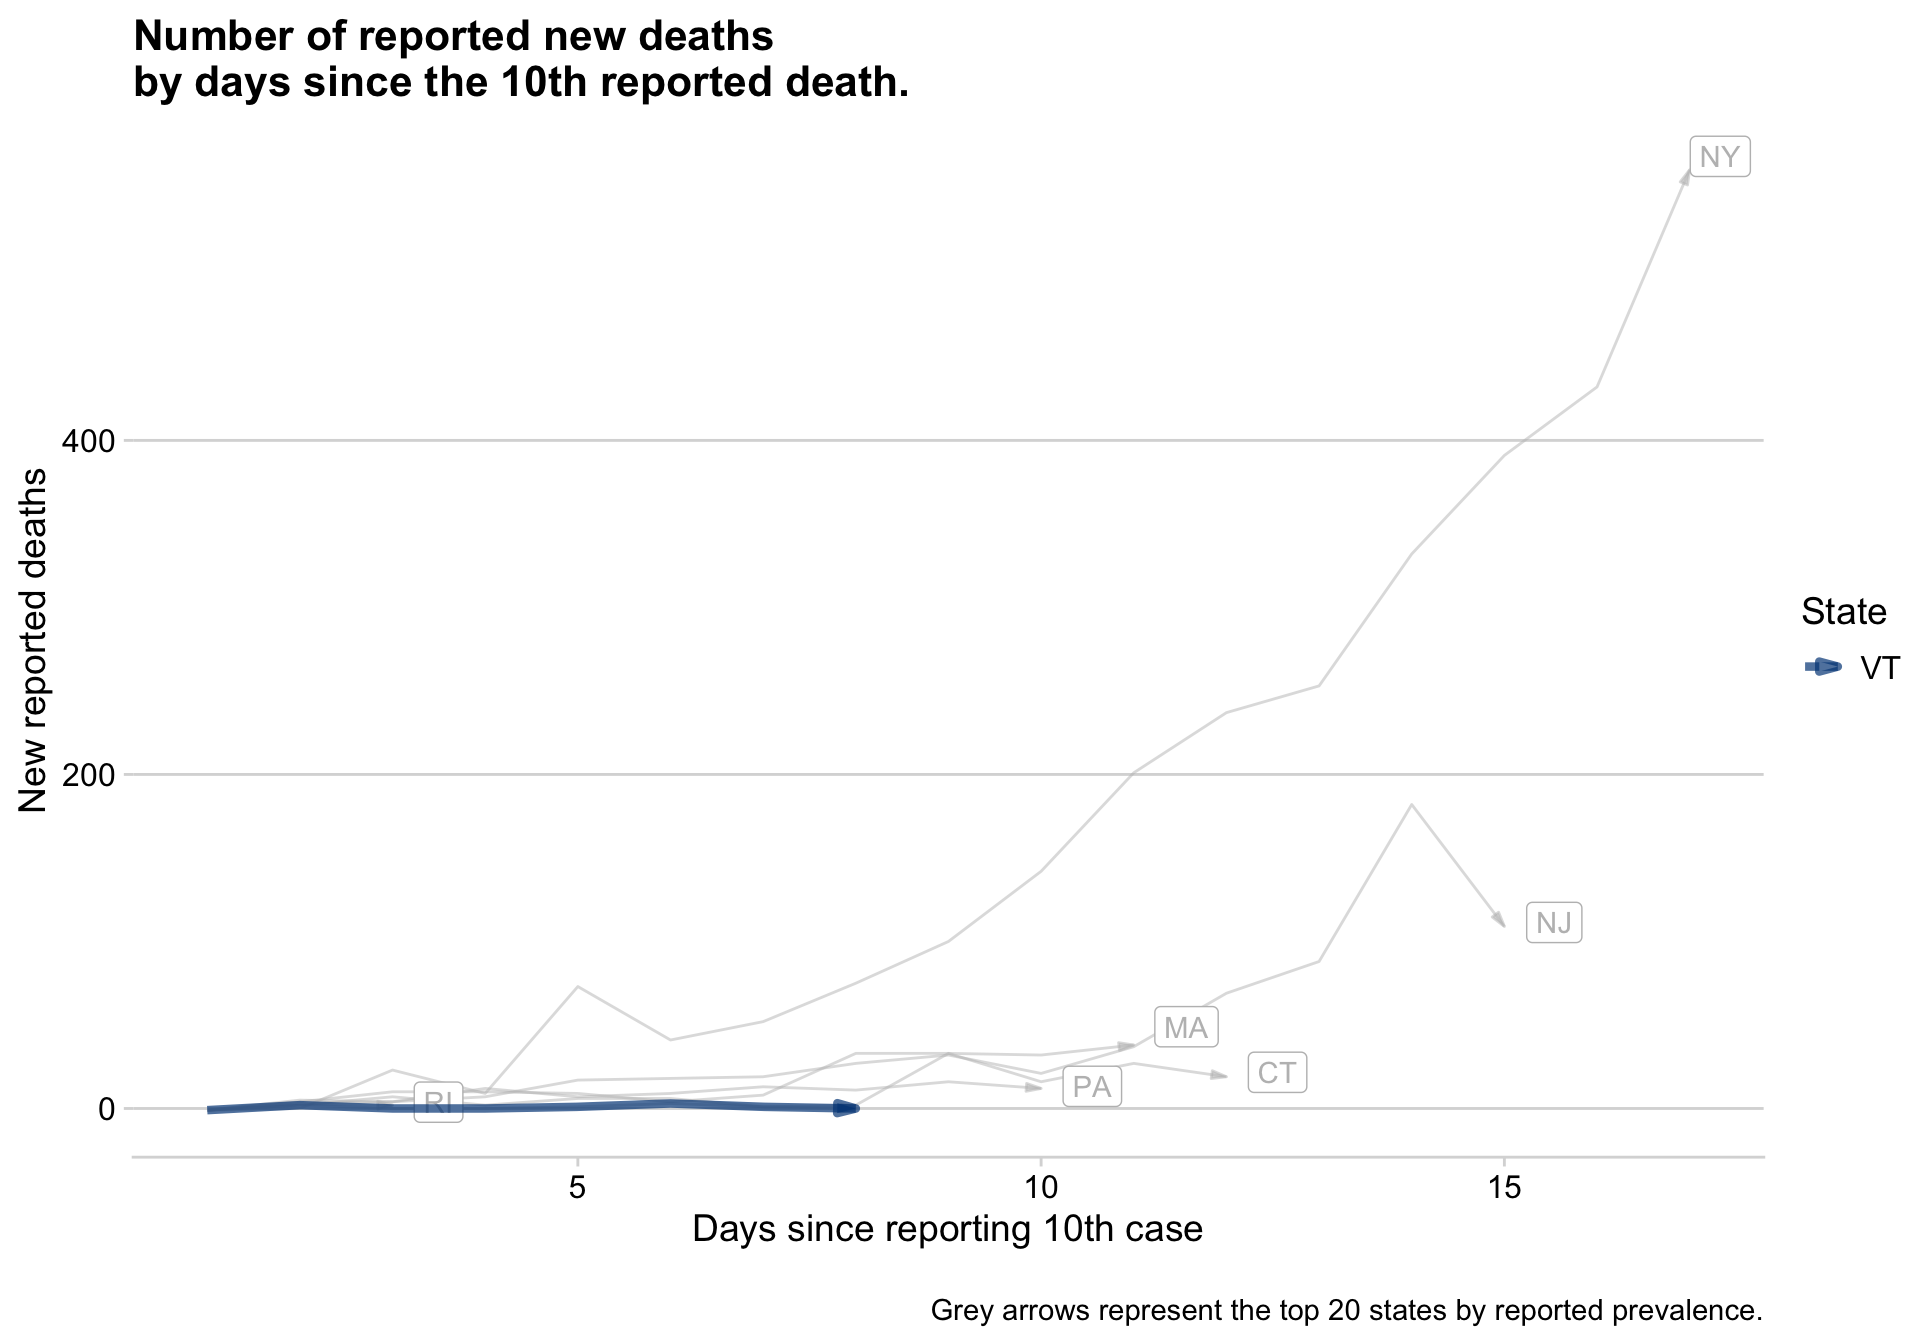 Number of reported new deaths
by days since the 10th reported death.
NY
400
New reported deaths
State
VT
200
NJ
MA
CT
PA
RI
0
5
10
15
Days since reporting 10th case
Grey arrows represent the top 20 states by reported prevalence.